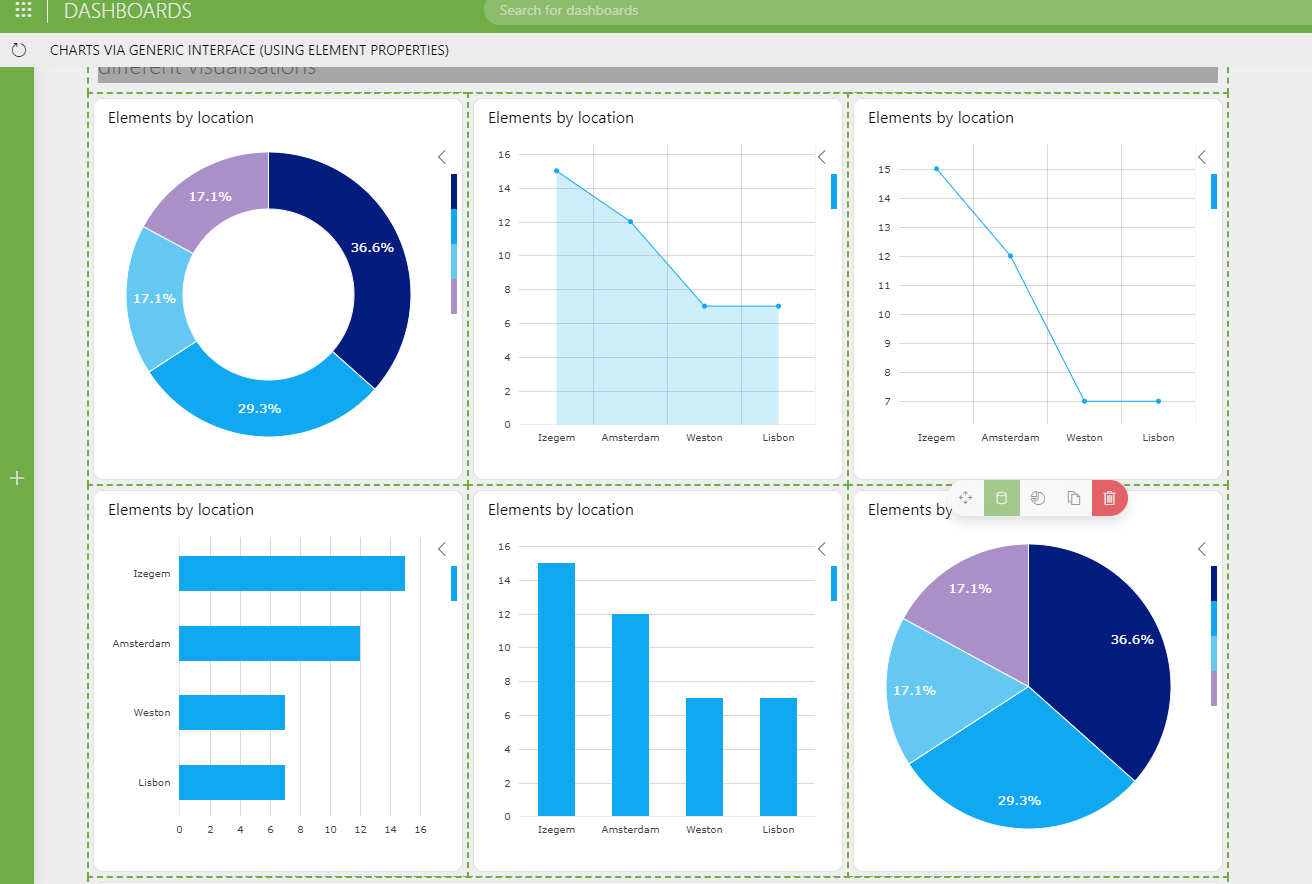 DASHBOARDS
Search for dashboards
CHARTS VIA GENERIC INTERFACE (USING ELEMENT PROPERTIES)
different visualisations
Elements by location
17.1%
36.6%
17.1%
29.3%
Elements by location
16
14
12
10
8
6
4
2
0
Izegem Amsterdam Weston Lisbon
Elements by location
15
14
13
12
11
10
9
8
7
Izegem Amsterdam Weston Lisbon
Elements by location
Izegem
Amsterdam
Weston
Lisbon
0 2 4 6 8 10 12 14 16
Elements by location
16
14
12
10
8
6
4
2
0
Izegem Amsterdam Weston Lisbon
Elements by
17.1%
36.6%
17.1%
29.3%